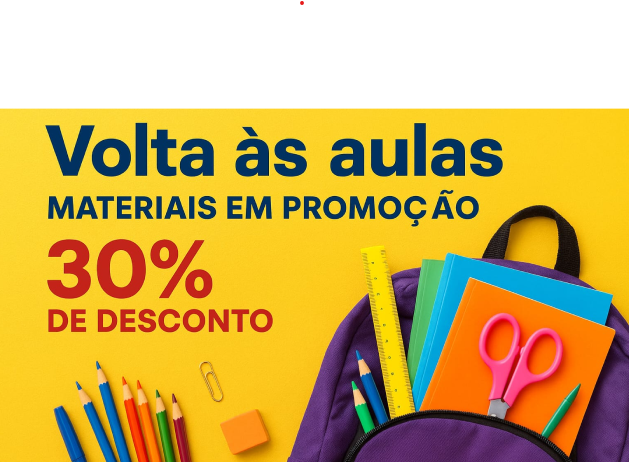 Volta às aulas
MATERIAIS EM PROMOÇÃO
30%
DE DESCONTO